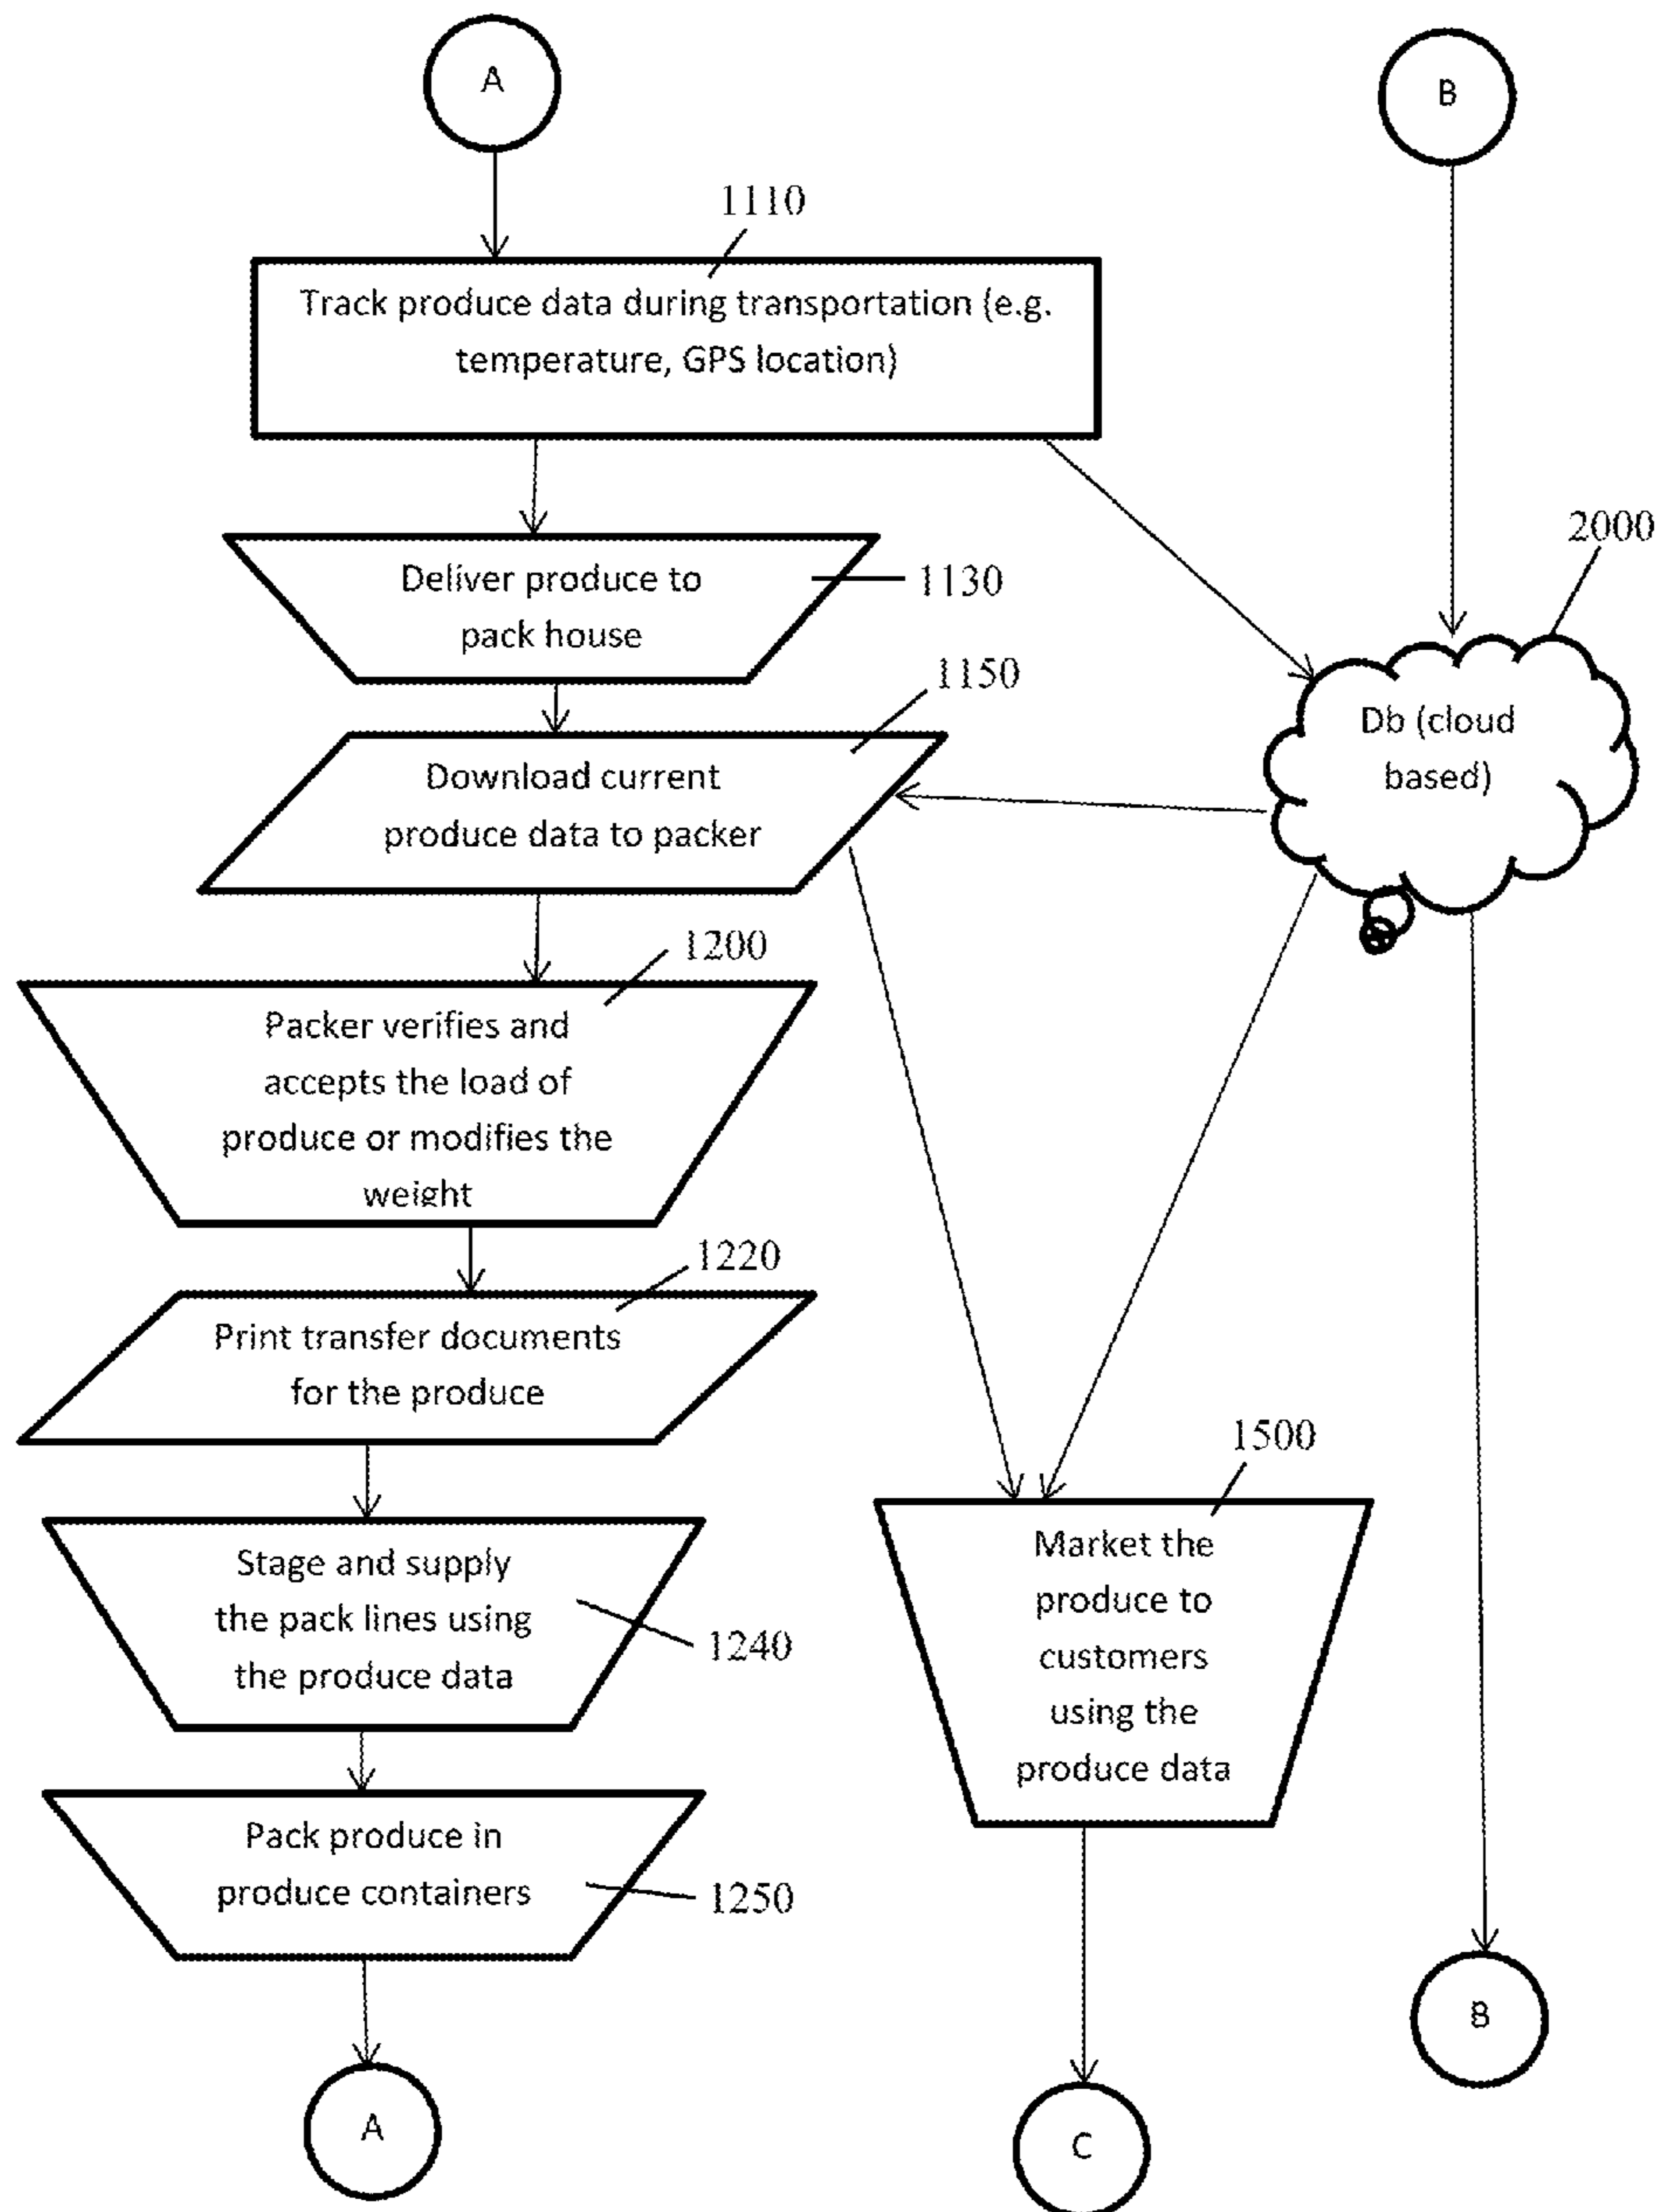 A
B
1110
Track produce data during transportation (e.g.
temperature, GPS location)
2000
Deliver produce to
pack house
1130
1150
Db (cloud
based)
Download current
produce data to packer
1200
Packer verifies and
accepts the load of
produce or modifies the
weight
1220
Print transfer documents
for the produce
1500
Stage and supply
the pack lines using
the produce data
1240
Market the
produce to
customers
using the
produce data
Pack produce in
produce containers
1250
B
A
C